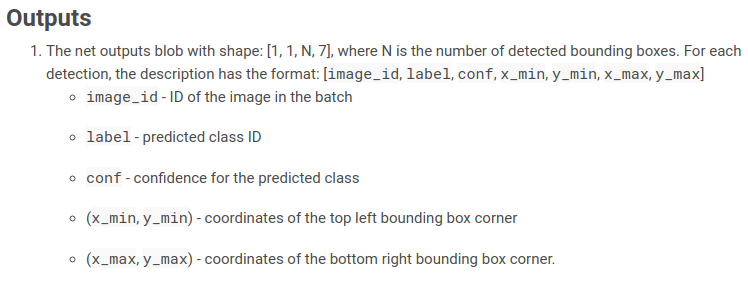 Outputs
1. The net outputs blob with shape: [1, 1, N, 7], where N is the number of detected bounding boxes. For each
detection, the description has the format: [image_id, label, conf, x_min, y_min, x_max, y_max]
◦ image_id - ID of the image in the batch
◦ label - predicted class ID
◦ conf - confidence for the predicted class
◦ (x_min, y_min) - coordinates of the top left bounding box corner
◦ (x_max, y_max) - coordinates of the bottom right bounding box corner.